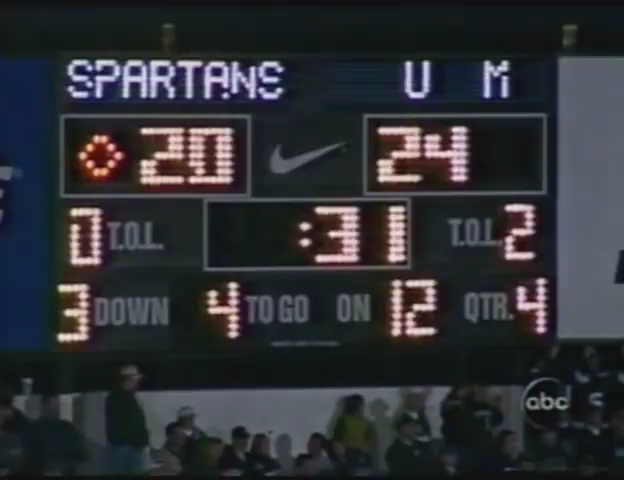 SPARTANS U M
20 24
0 T.O.L. :31 T.O.L. 2
3 DOWN 4 TO GO ON 12 QTR. 4
abc